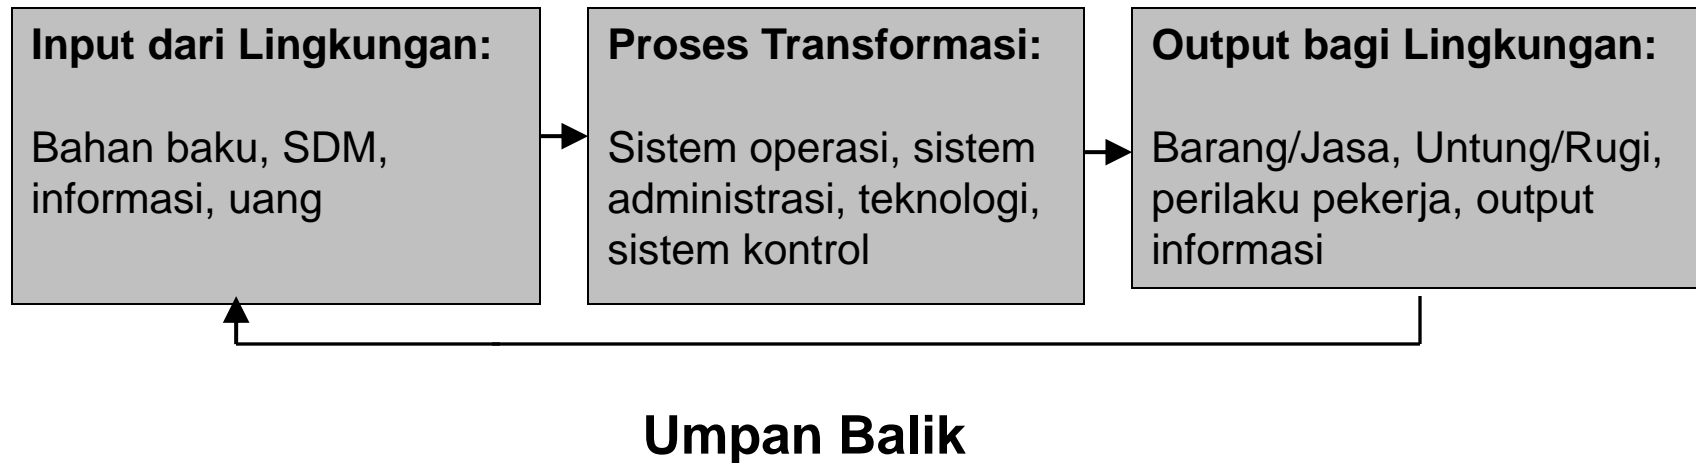 Input dari Lingkungan:
Bahan baku, SDM,
informasi, uang
Proses Transformasi:
Sistem operasi, sistem
administrasi, teknologi,
sistem kontrol
Output bagi Lingkungan:
Barang/Jasa, Untung/Rugi,
perilaku pekerja, output
informasi
Umpan Balik